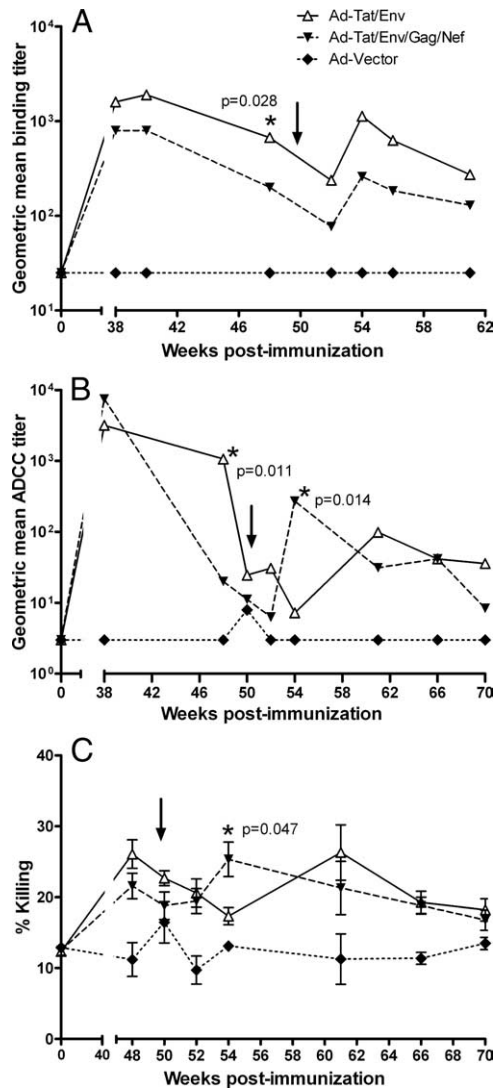 A
Ad-Tat/Env
Ad-Tat/Env/Gag/Nef
Ad-Vector
Geometric mean binding titer
10⁴
10³
10²
10¹
p=0.028
*
0 38 42 46 50 54 58 62
Weeks post-immunization
B
Geometric mean ADCC titer
10⁴
10³
10²
10¹
10⁰
*
p=0.011
* p=0.014
0 38 42 46 50 54 58 62 66 70
Weeks post-immunization
C
% Killing
40
30
20
10
0
* p=0.047
0 40 48 50 52 54 56 58 60 62 64 66 68 70
Weeks post-immunization